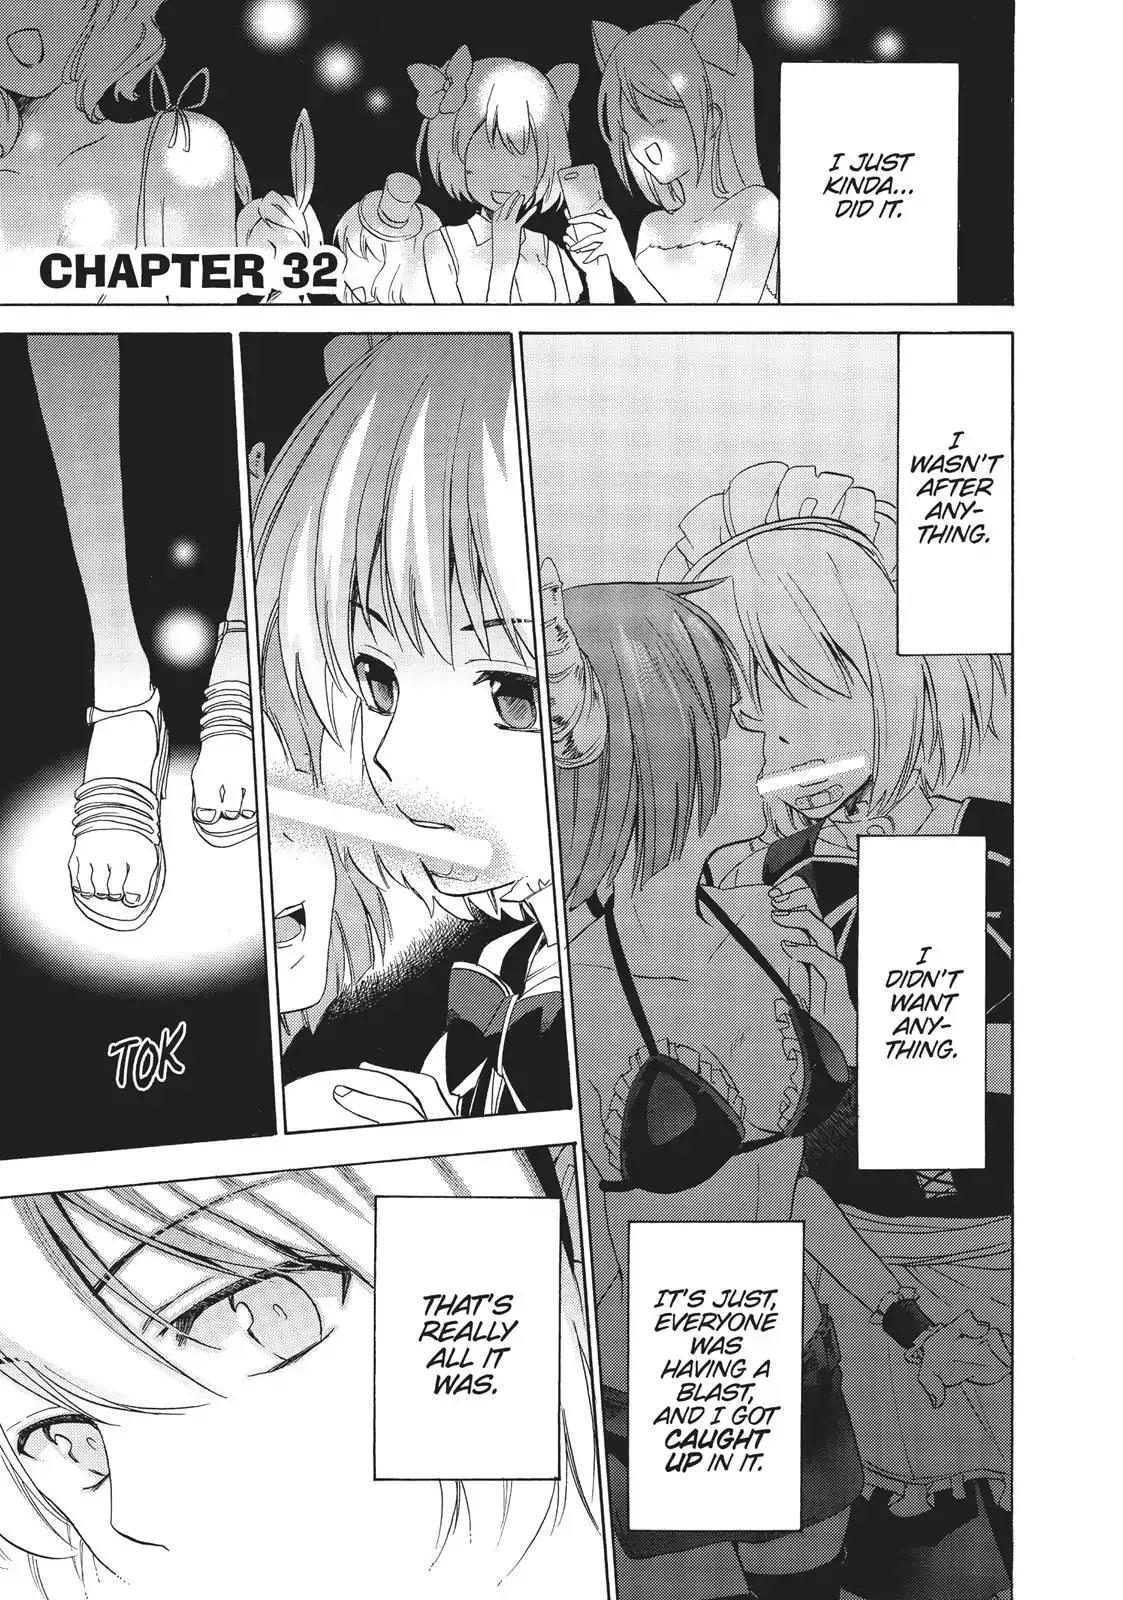 I JUST
KINDA...
DID IT.
CHAPTER 32
I
WASN'T
AFTER
ANY-
THING.
I
DIDN'T
WANT
ANY-
THING.
IT'S JUST,
EVERYONE
WAS
HAVING A
BLAST,
AND I GOT
CAUGHT
UP IN IT.
TOK
THAT'S
REALLY
ALL IT
WAS.